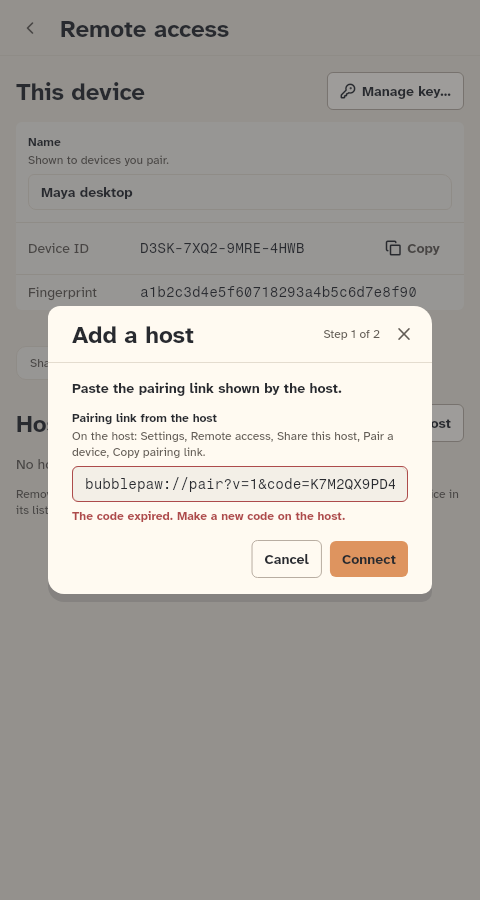 Remote access
This device
Manage key…
Name
Shown to devices you pair.
Maya desktop
Device ID
D3SK-7XQ2-9MRE-4HWB
Copy
Fingerprint
a1b2c3d4e5f60718293a4b5c6d7e8f90
Add a host
Step 1 of 2
Paste the pairing link shown by the host.
Pairing link from the host
On the host: Settings, Remote access, Share this host, Pair a
device, Copy pairing link.
bubblepaw://pair?v=1&code=K7M2QX9PD4
The code expired. Make a new code on the host.
Cancel
Connect